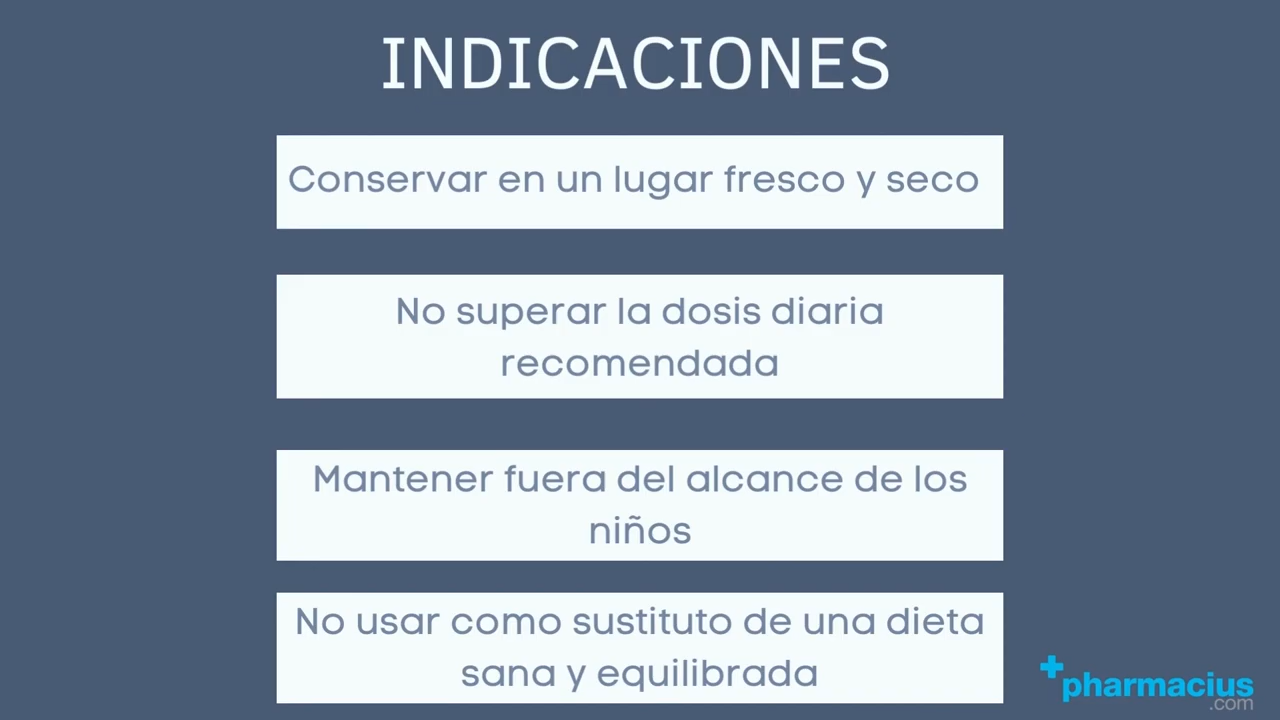 INDICACIONES
Conservar en un lugar fresco y seco
No superar la dosis diaria
recomendada
Mantener fuera del alcance de los
niños
No usar como sustituto de una dieta
sana y equilibrada
pharmacius
.com